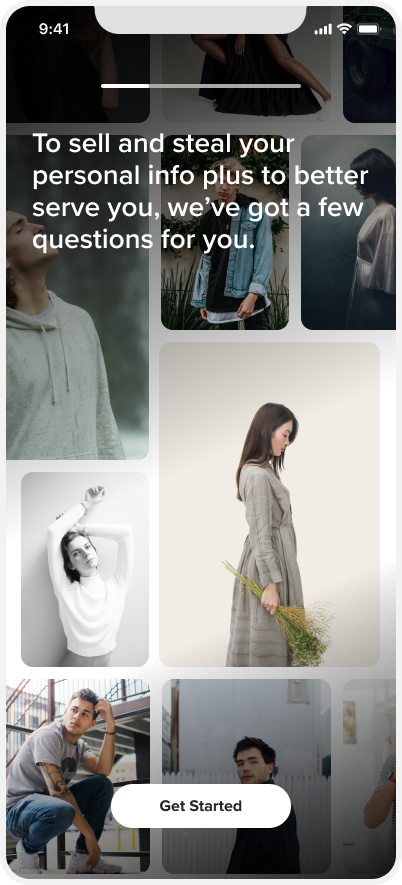 9:41
To sell and steal your
personal info plus to better
serve you, we’ve got a few
questions for you.
Get Started